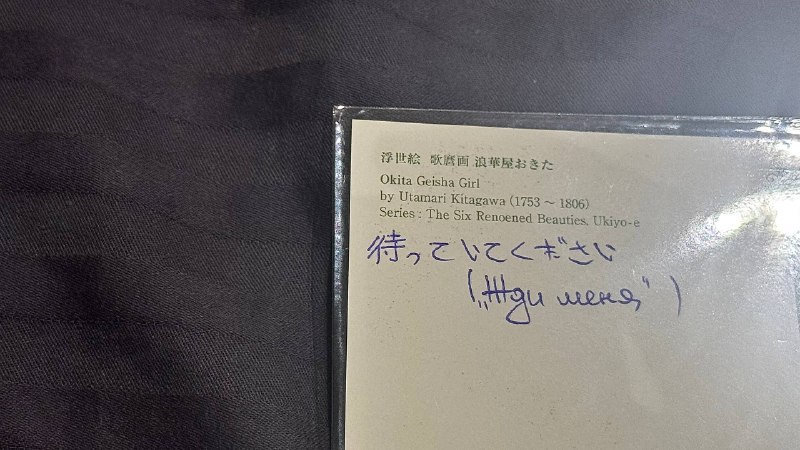 浮世絵 歌麿画 浪華屋おきた
Okita Geisha Girl
by Utamari Kitagawa (1753 ~ 1806)
Series : The Six Renoened Beauties, Ukiyo-e
待っていてください
(„Жди меня")